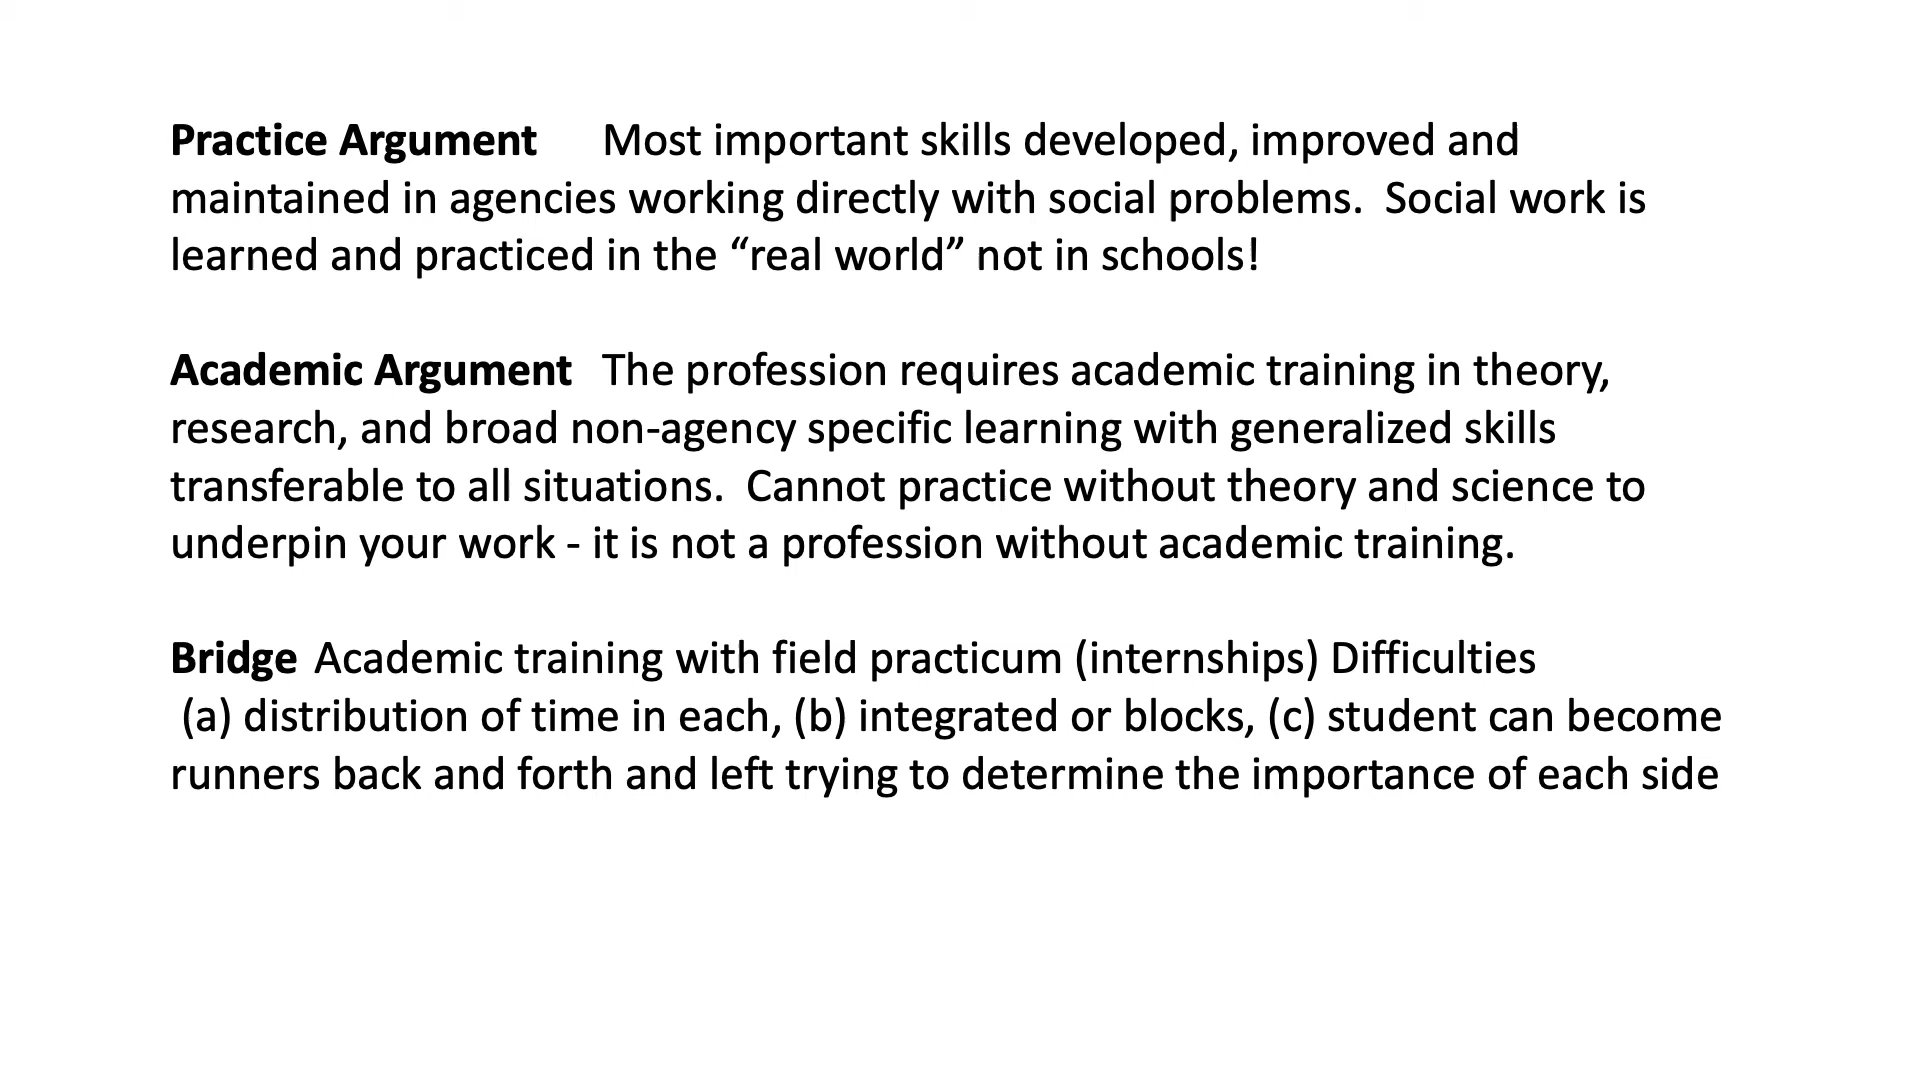 Practice Argument Most important skills developed, improved and
maintained in agencies working directly with social problems. Social work is
learned and practiced in the “real world” not in schools!
Academic Argument The profession requires academic training in theory,
research, and broad non-agency specific learning with generalized skills
transferable to all situations. Cannot practice without theory and science to
underpin your work - it is not a profession without academic training.
Bridge Academic training with field practicum (internships) Difficulties
(a) distribution of time in each, (b) integrated or blocks, (c) student can become
runners back and forth and left trying to determine the importance of each side